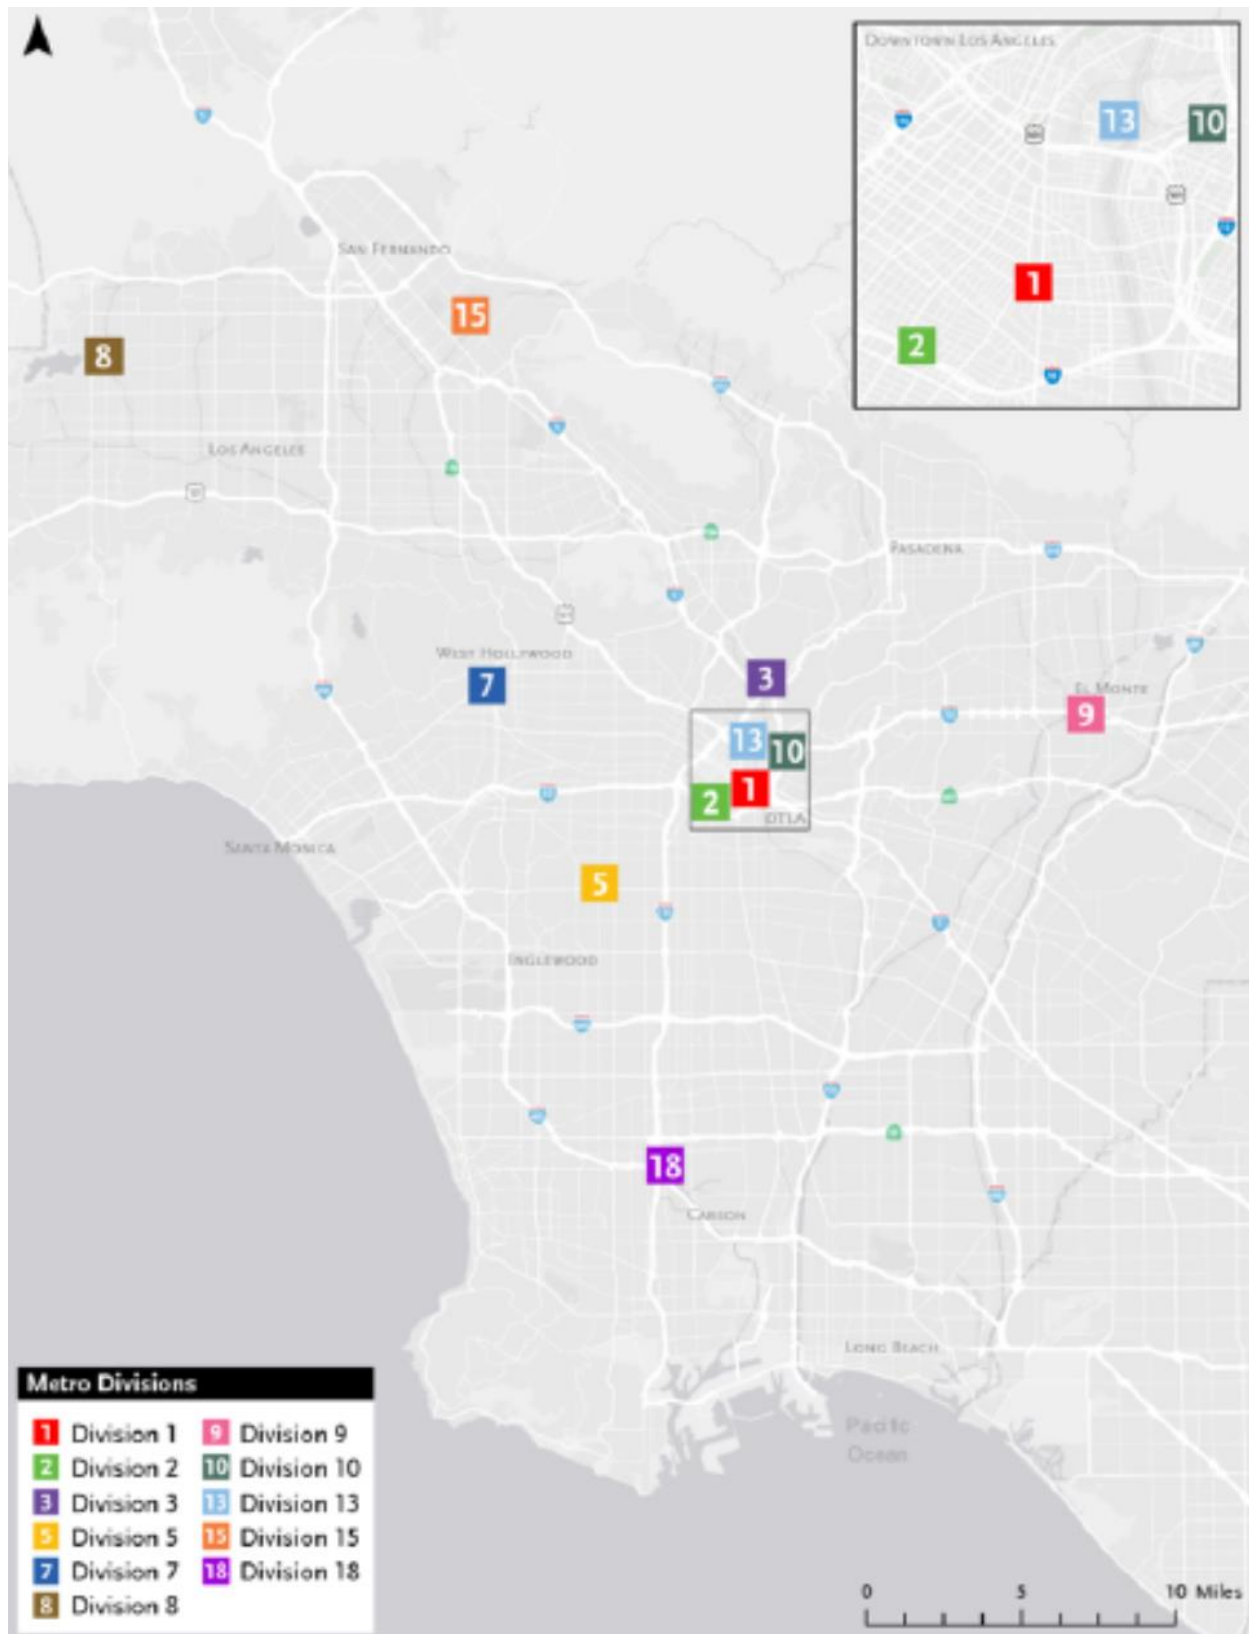 DOWNTOWN LOS ANGELES
13
10
1
2
SAN FERNANDO
15
8
LOS ANGELES
PASADENA
WEST HOLLYWOOD
7
3
EL MONTE
9
13
10
1
2
DTLA
SANTA MONICA
5
INGLEWOOD
18
CARSON
LONG BEACH
Pacific
Ocean
Metro Divisions
1 Division 1
2 Division 2
3 Division 3
5 Division 5
7 Division 7
8 Division 8
9 Division 9
10 Division 10
13 Division 13
15 Division 15
18 Division 18
0 5 10 Miles